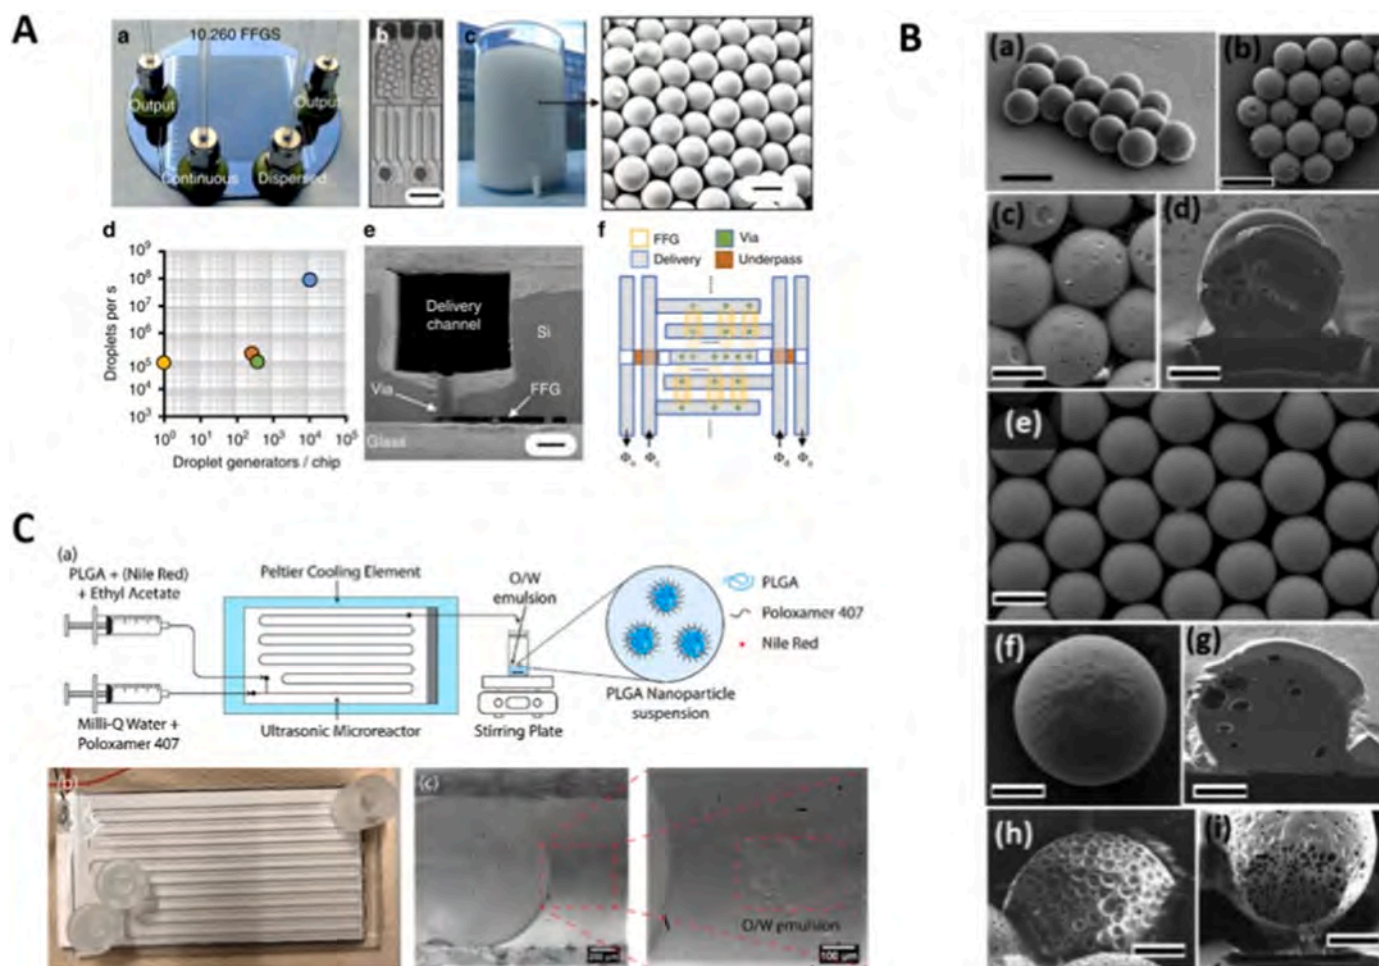 A
a
10.260 FFGS
Output
Output
Continuous
Dispersed
b
c
d
Droplets per s
10⁹
10⁸
10⁷
10⁶
10⁵
10⁴
10³
10⁰ 10¹ 10² 10³ 10⁴ 10⁵
Droplet generators / chip
e
Delivery
channel
Si
Via
FFG
Glass
f
FFG
Via
Delivery
Underpass
B
(a)
(b)
(c)
(d)
(e)
(f)
(g)
(h)
(i)
C
(a)
PLGA + (Nile Red)
+ Ethyl Acetate
Milli-Q Water +
Poloxamer 407
Peltier Cooling Element
Ultrasonic Microreactor
O/W
emulsion
Stirring Plate
PLGA Nanoparticle
suspension
PLGA
Poloxamer 407
Nile Red
(b)
(c)
O/W emulsion
100 µm